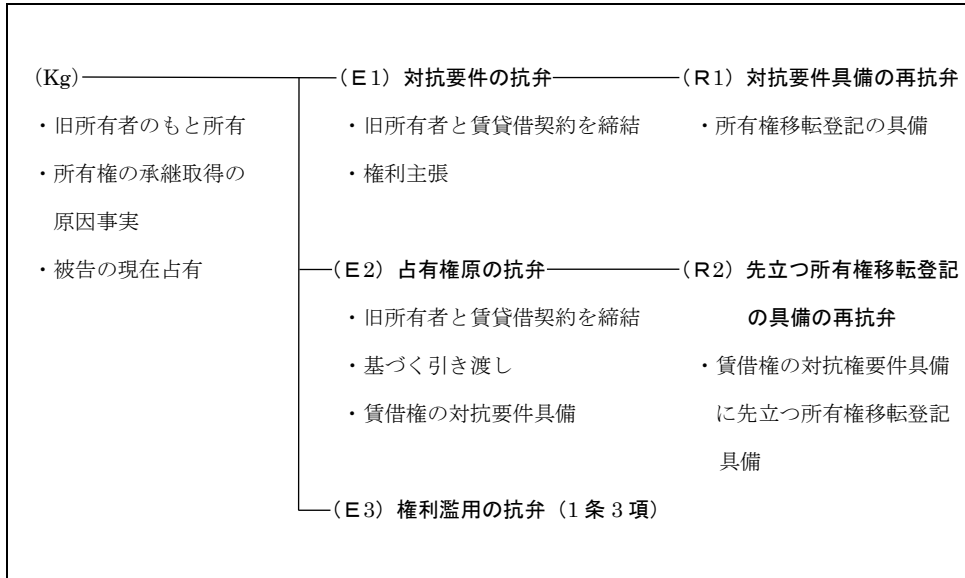 (Kg)
・旧所有者のもと所有
・所有権の承継取得の
原因事実
・被告の現在占有
(E1) 対抗要件の抗弁
・旧所有者と賃貸借契約を締結
・権利主張
(R1) 対抗要件具備の再抗弁
・所有権移転登記の具備
(E2) 占有権原の抗弁
・旧所有者と賃貸借契約を締結
・基づく引き渡し
・賃借権の対抗要件具備
(R2) 先立つ所有権移転登記
の具備の再抗弁
・賃借権の対抗権要件具備
に先立つ所有権移転登記
具備
(E3) 権利濫用の抗弁 (1条3項)